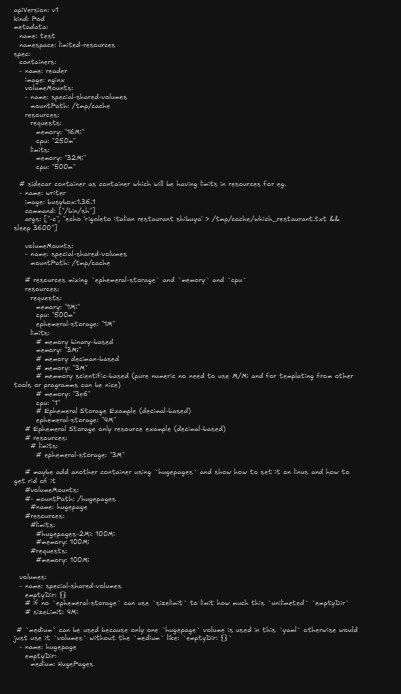 apiVersion: v1
kind: Pod
metadata:
  name: test
  namespace: limited-resources
spec:
  containers:
  - name: reader
    image: nginx
    volumeMounts:
    - name: special-shared-volumes
      mountPath: /tmp/cache
    resources:
      requests:
        memory: "16Mi"
        cpu: "250m"
      limits:
        memory: "32Mi"
        cpu: "500m"

  # sidecar container as container which will be having limits in resources for eg.
  - name: writer
    image: busybox:1.36.1
    command: ["/bin/sh"]
    args: ["-c", "echo 'rigoleto italian restaurant shibuya' > /tmp/cache/which_restaurant.txt &&
sleep 3600"]

    volumeMounts:
    - name: special-shared-volumes
      mountPath: /tmp/cache

    # resources mixing `ephemeral-storage` and `memory` and `cpu`
    resources:
      requests:
        memory: "1Mi"
        cpu: "500m"
        ephemeral-storage: "1M"
      limits:
        # memory binary-based
        memory: "3Mi"
        # memory deciman-based
        # memory: "3M"
        # memmory scientific-based (pure numeric no need to use M/Mi and for templating from other
tools or programms can be nice)
        # memory: "3e6"
        cpu: "1"
        # Ephemeral Storage Example (decimal-based)
        ephemeral-storage: "4M"
    # Ephemeral Storage only resource example (decimal-based)
    # resources:
      # limits:
        # ephemeral-storage: "3M"

    # maybe add another container using `hugepages` and show how to set it on linus and how to
get rid of it
    #volumeMounts:
    #- mountPath: /hugepages
      #name: hugepage
    #resources:
      #limits:
        #hugepages-2Mi: 100Mi
        #memory: 100Mi
      #requests:
        #memory: 100Mi

  volumes:
  - name: special-shared-volumes
    emptyDir: {}
    # if no `ephemeral-storage` can use `sizelimit` to limit how much this `unlimeted` `emptyDir`
    # sizeLimit: 4Mi

 # `medium` can be used because only one `hugepage` volume is used in this `yaml` otherwise would
just use it `volumes` without the `medium` like: `emptyDir: {}`
  - name: hugepage
    emptyDir:
      medium: HugePages